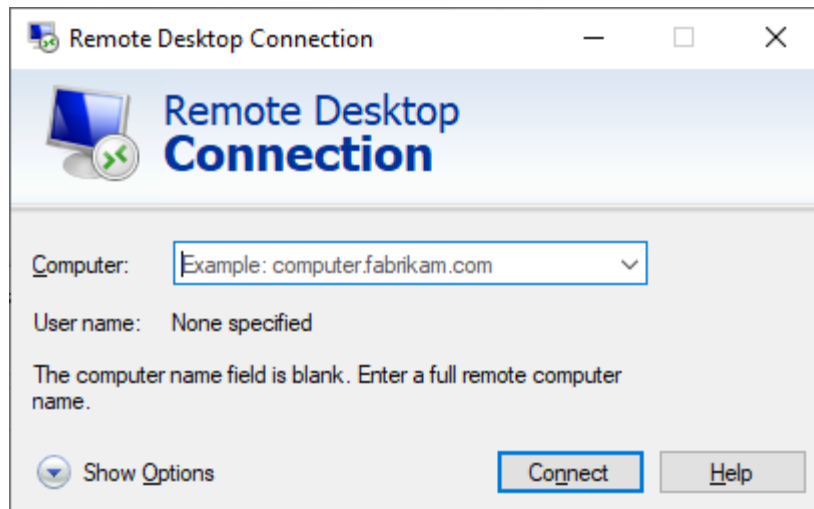 Remote Desktop Connection
Remote Desktop
Connection
Computer: Example: computer.fabrikam.com
User name: None specified
The computer name field is blank. Enter a full remote computer
name.
Show Options Connect Help